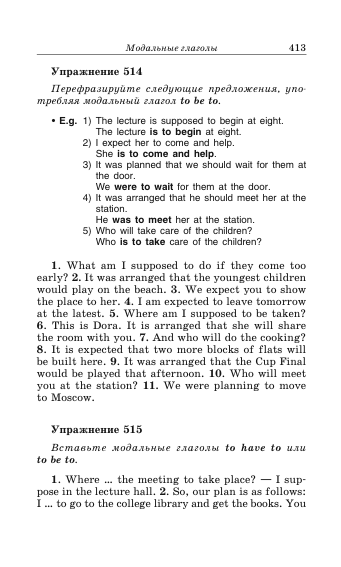 Модальные глаголы 413
Упражнение 514
Перефразируйте следующие предложения, упо-
требляя модальный глагол to be to.
• E.g. 1) The lecture is supposed to begin at eight.
The lecture is to begin at eight.
2) I expect her to come and help.
She is to come and help.
3) It was planned that we should wait for them at
the door.
We were to wait for them at the door.
4) It was arranged that he should meet her at the
station.
He was to meet her at the station.
5) Who will take care of the children?
Who is to take care of the children?
1. What am I supposed to do if they come too
early? 2. It was arranged that the youngest children
would play on the beach. 3. We expect you to show
the place to her. 4. I am expected to leave tomorrow
at the latest. 5. Where am I supposed to be taken?
6. This is Dora. It is arranged that she will share
the room with you. 7. And who will do the cooking?
8. It is expected that two more blocks of flats will
be built here. 9. It was arranged that the Cup Final
would be played that afternoon. 10. Who will meet
you at the station? 11. We were planning to move
to Moscow.
Упражнение 515
Вставьте модальные глаголы to have to или
to be to.
1. Where ... the meeting to take place? — I sup-
pose in the lecture hall. 2. So, our plan is as follows:
I ... to go to the college library and get the books. You